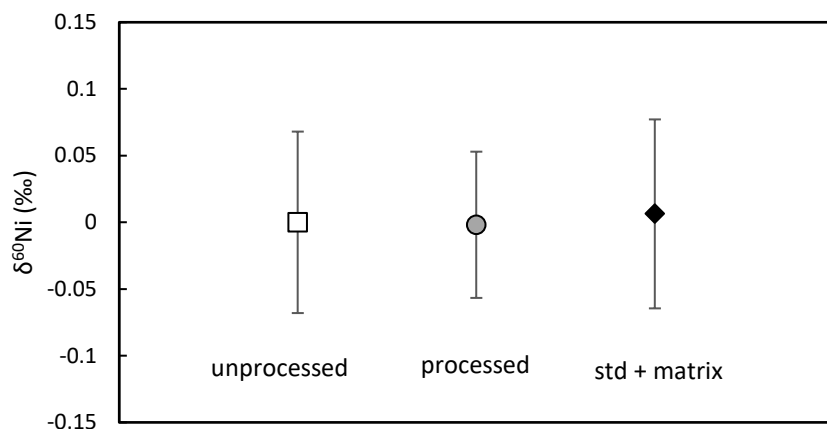 0.15
0.1
0.05
0
-0.05
-0.1
-0.15
δ⁶⁰Ni (‰)
unprocessed
processed
std + matrix